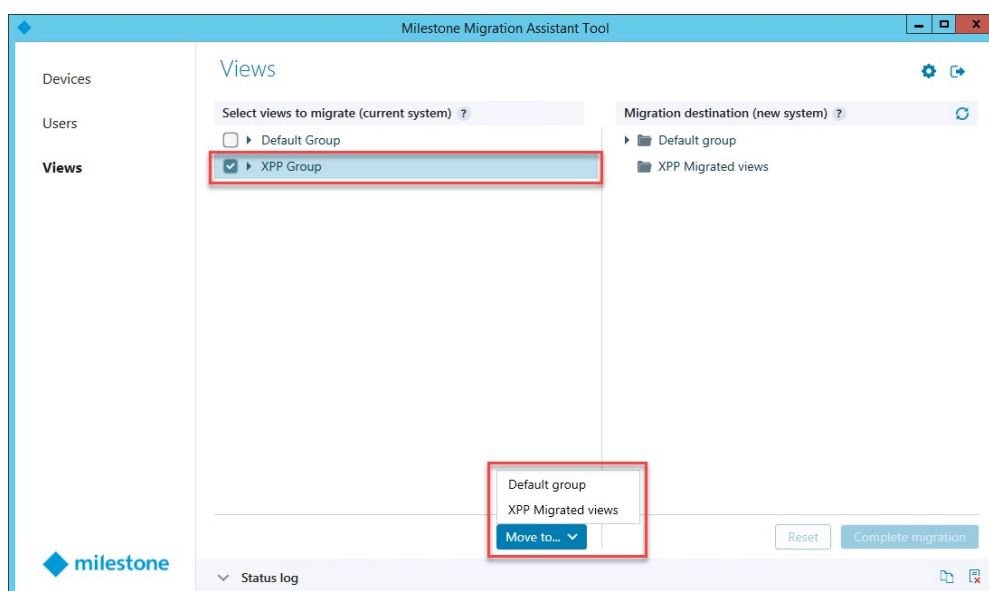 Milestone Migration Assistant Tool
Devices
Users
Views
Views
Select views to migrate (current system) ?
Default Group
XPP Group
Migration destination (new system) ?
Default group
XPP Migrated views
Default group
XPP Migrated views
Move to...
Reset
Complete migration
milestone
Status log